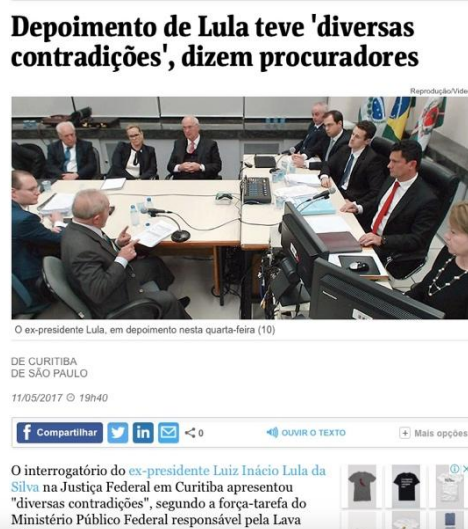 Depoimento de Lula teve 'diversas
contradições', dizem procuradores
Reprodução/Vide
O ex-presidente Lula, em depoimento nesta quarta-feira (10)
DE CURITIBA
DE SÃO PAULO
11/05/2017 19h40
Compartilhar 0 OUVIR O TEXTO + Mais opções
O interrogatório do ex-presidente Luiz Inácio Lula da
Silva na Justiça Federal em Curitiba apresentou
"diversas contradições", segundo a força-tarefa do
Ministério Público Federal responsável pela Lava